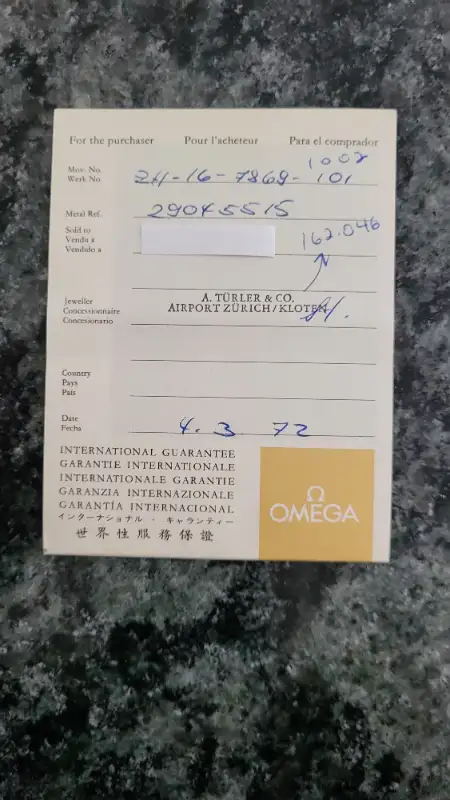 For the purchaser Pour l'acheteur Para el comprador
1002
Mov. No.
Werk No. 2H-16-7869-101
Metal Ref. 29045515
Sold to
Vendu à
Vendido a
162.046
Jeweller
Concessionnaire
Concesionario
A. TÜRLER & CO.
AIRPORT ZÜRICH / KLOTEN
Country
Pays
País
Date
Fecha
4. 3 72
INTERNATIONAL GUARANTEE
GARANTIE INTERNATIONALE
INTERNATIONALE GARANTIE
GARANZIA INTERNAZIONALE
GARANTÍA INTERNACIONAL
インターナショナル・ギャランティー
世界性服務保證
Ω
OMEGA